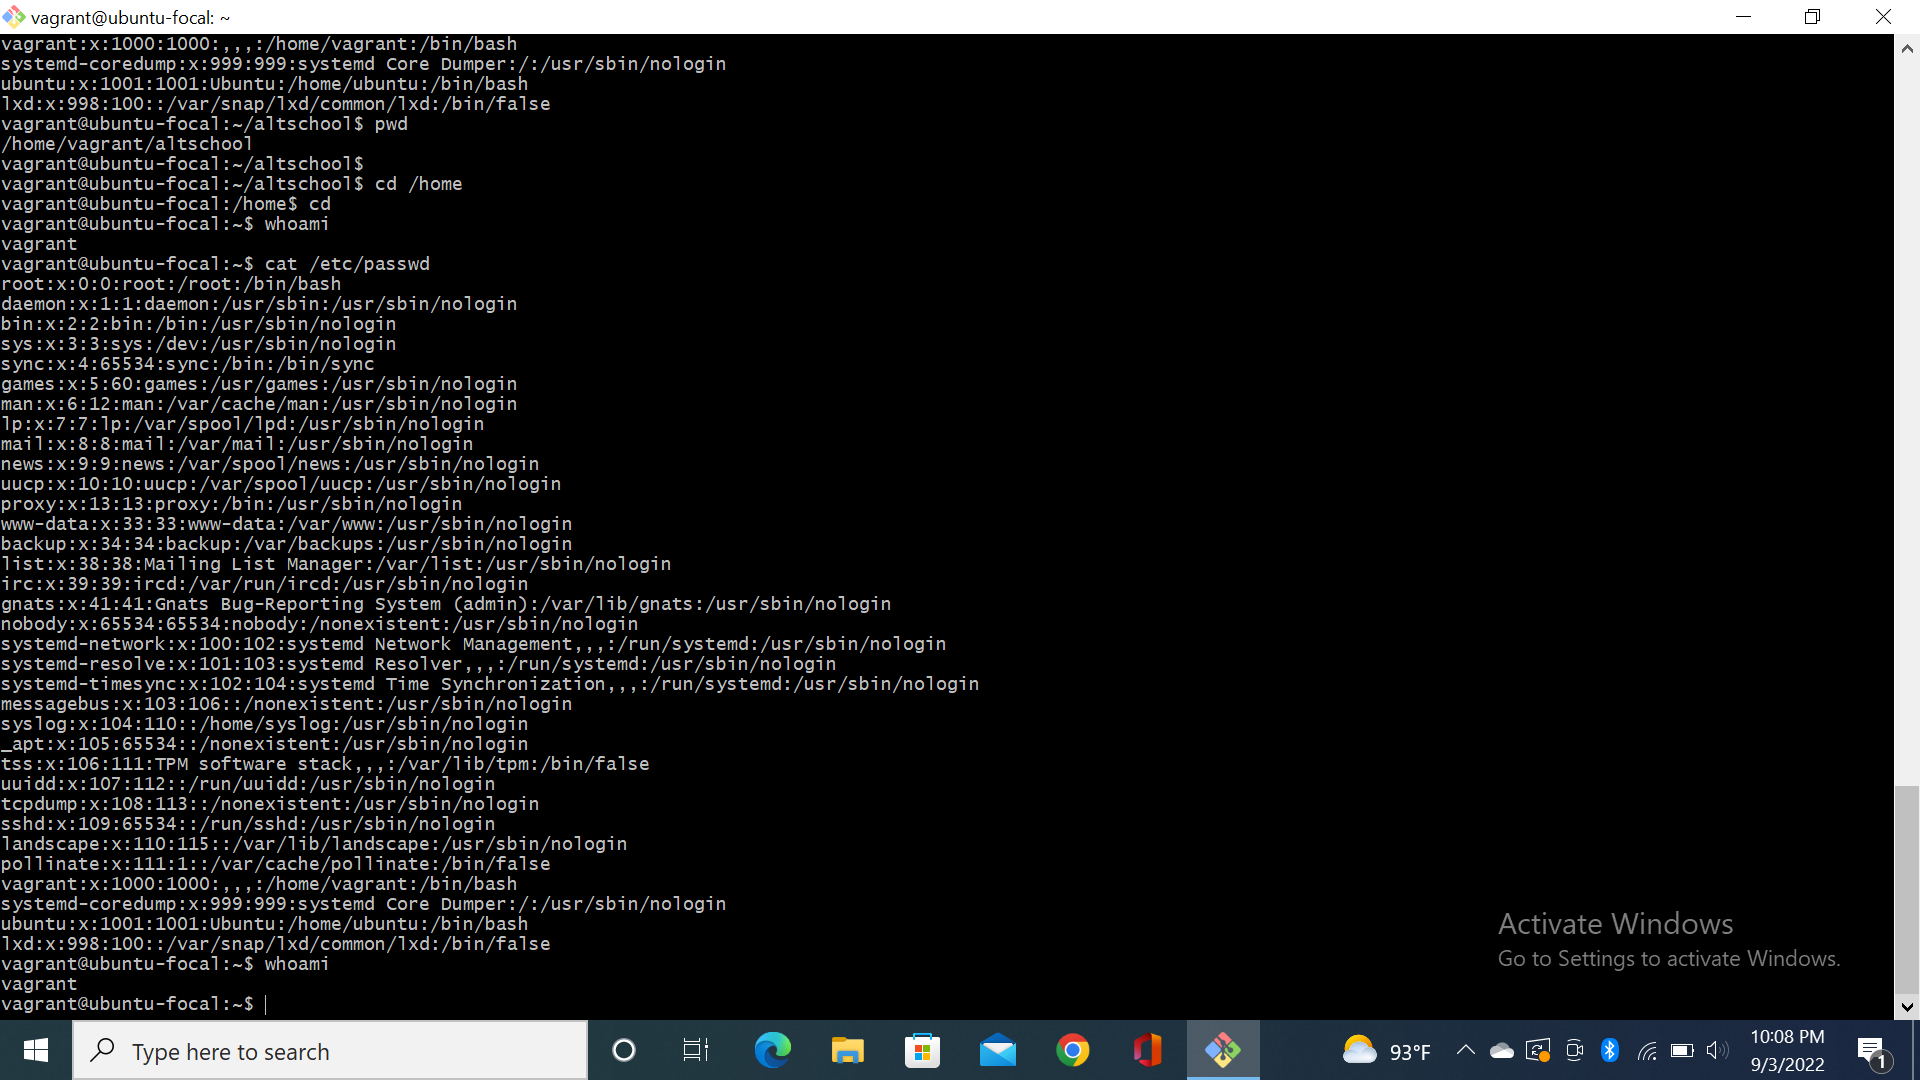 vagrant@ubuntu-focal: ~
vagrant:x:1000:1000:,,,:/home/vagrant:/bin/bash
systemd-coredump:x:999:999:systemd Core Dumper:/:/usr/sbin/nologin
ubuntu:x:1001:1001:Ubuntu:/home/ubuntu:/bin/bash
lxd:x:998:100::/var/snap/lxd/common/lxd:/bin/false
vagrant@ubuntu-focal:~/altschool$ pwd
/home/vagrant/altschool
vagrant@ubuntu-focal:~/altschool$
vagrant@ubuntu-focal:~/altschool$ cd /home
vagrant@ubuntu-focal:/home$ cd
vagrant@ubuntu-focal:~$ whoami
vagrant
vagrant@ubuntu-focal:~$ cat /etc/passwd
root:x:0:0:root:/root:/bin/bash
daemon:x:1:1:daemon:/usr/sbin:/usr/sbin/nologin
bin:x:2:2:bin:/bin:/usr/sbin/nologin
sys:x:3:3:sys:/dev:/usr/sbin/nologin
sync:x:4:65534:sync:/bin:/bin/sync
games:x:5:60:games:/usr/games:/usr/sbin/nologin
man:x:6:12:man:/var/cache/man:/usr/sbin/nologin
lp:x:7:7:lp:/var/spool/lpd:/usr/sbin/nologin
mail:x:8:8:mail:/var/mail:/usr/sbin/nologin
news:x:9:9:news:/var/spool/news:/usr/sbin/nologin
uucp:x:10:10:uucp:/var/spool/uucp:/usr/sbin/nologin
proxy:x:13:13:proxy:/bin:/usr/sbin/nologin
www-data:x:33:33:www-data:/var/www:/usr/sbin/nologin
backup:x:34:34:backup:/var/backups:/usr/sbin/nologin
list:x:38:38:Mailing List Manager:/var/list:/usr/sbin/nologin
irc:x:39:39:ircd:/var/run/ircd:/usr/sbin/nologin
gnats:x:41:41:Gnats Bug-Reporting System (admin):/var/lib/gnats:/usr/sbin/nologin
nobody:x:65534:65534:nobody:/nonexistent:/usr/sbin/nologin
systemd-network:x:100:102:systemd Network Management,,,:/run/systemd:/usr/sbin/nologin
systemd-resolve:x:101:103:systemd Resolver,,,:/run/systemd:/usr/sbin/nologin
systemd-timesync:x:102:104:systemd Time Synchronization,,,:/run/systemd:/usr/sbin/nologin
messagebus:x:103:106::/nonexistent:/usr/sbin/nologin
syslog:x:104:110::/home/syslog:/usr/sbin/nologin
_apt:x:105:65534::/nonexistent:/usr/sbin/nologin
tss:x:106:111:TPM software stack,,,:/var/lib/tpm:/bin/false
uuidd:x:107:112::/run/uuidd:/usr/sbin/nologin
tcpdump:x:108:113::/nonexistent:/usr/sbin/nologin
sshd:x:109:65534::/run/sshd:/usr/sbin/nologin
landscape:x:110:115::/var/lib/landscape:/usr/sbin/nologin
pollinate:x:111:1::/var/cache/pollinate:/bin/false
vagrant:x:1000:1000:,,,:/home/vagrant:/bin/bash
systemd-coredump:x:999:999:systemd Core Dumper:/:/usr/sbin/nologin
ubuntu:x:1001:1001:Ubuntu:/home/ubuntu:/bin/bash
lxd:x:998:100::/var/snap/lxd/common/lxd:/bin/false
vagrant@ubuntu-focal:~$ whoami
vagrant
vagrant@ubuntu-focal:~$
Activate Windows
Go to Settings to activate Windows.
Type here to search
93°F
10:08 PM
9/3/2022
1